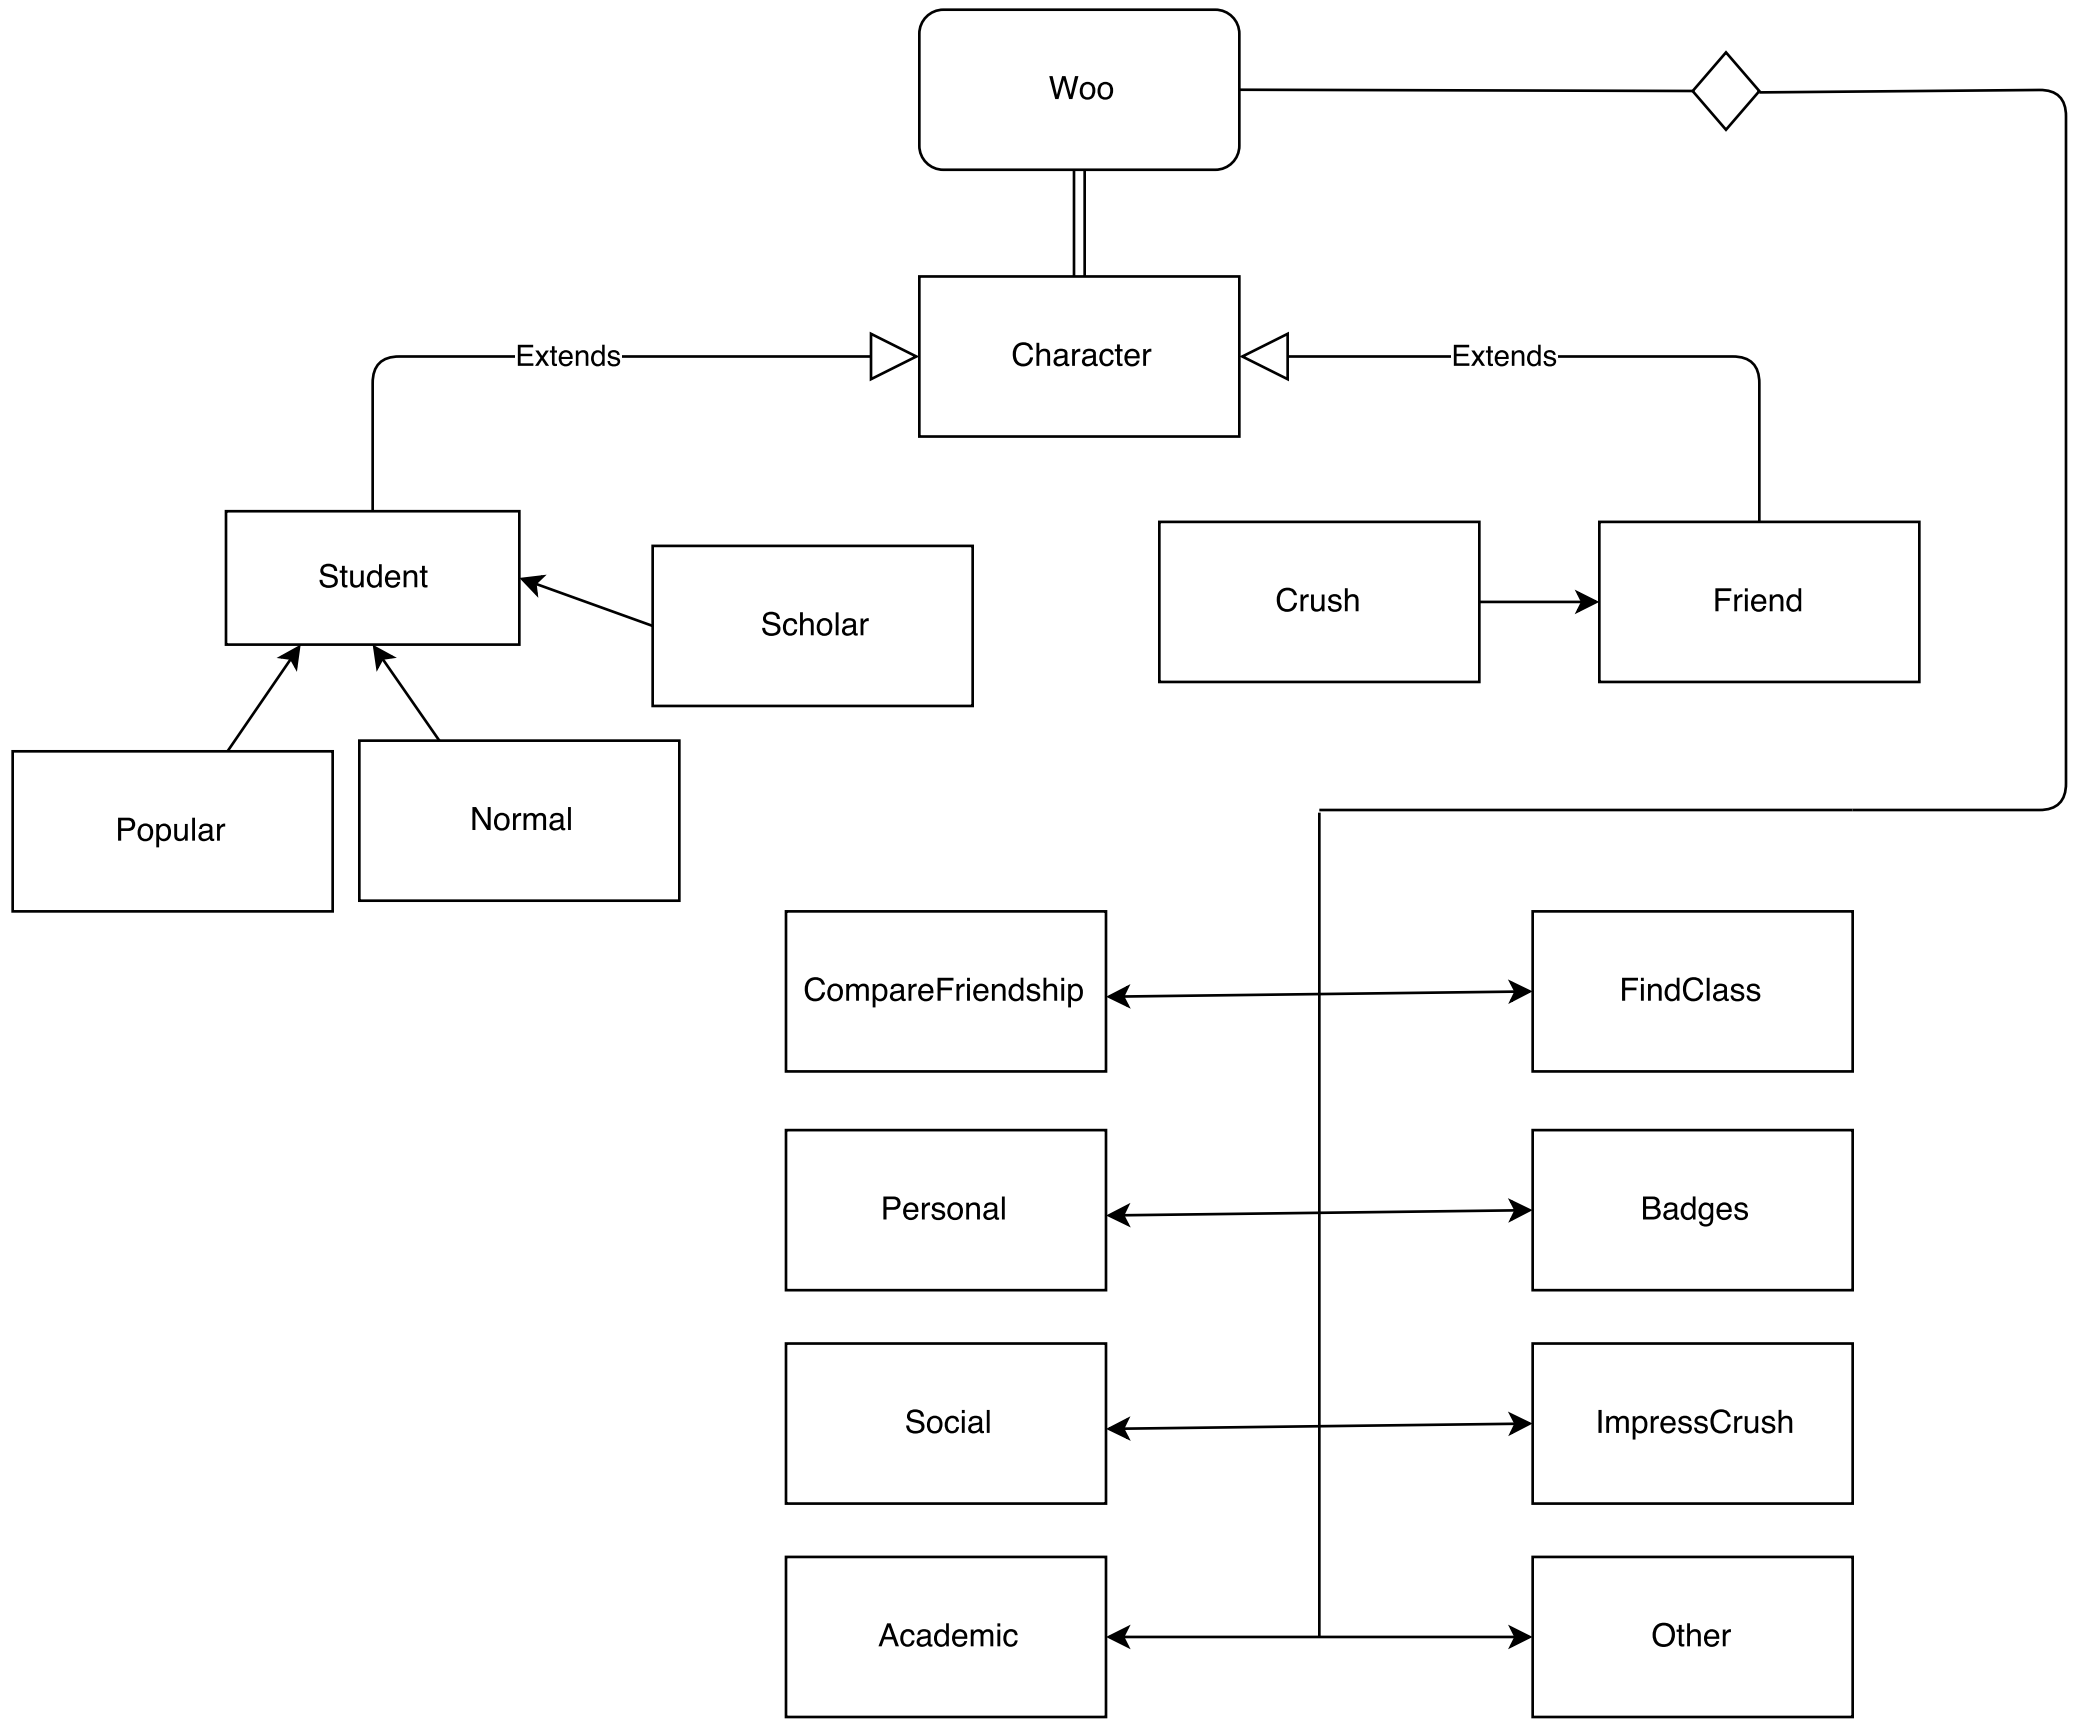 Woo
Character
Extends
Extends
Student
Scholar
Crush
Friend
Popular
Normal
CompareFriendship
FindClass
Personal
Badges
Social
ImpressCrush
Academic
Other